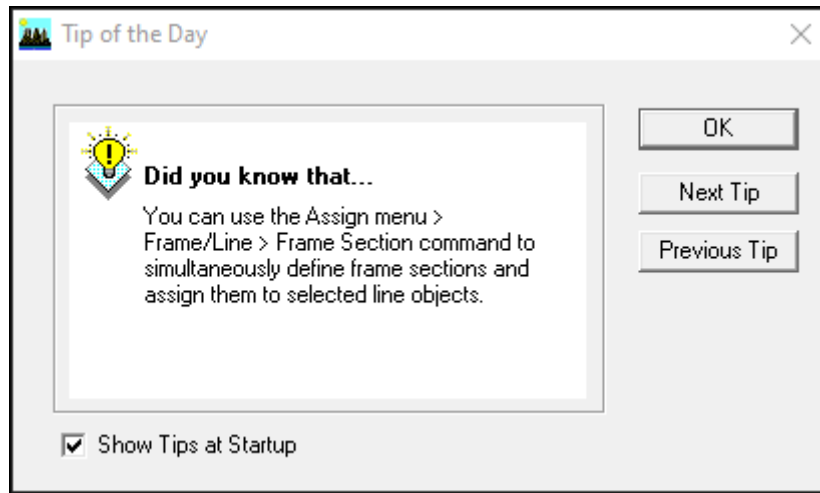 Tip of the Day
Did you know that...
You can use the Assign menu >
Frame/Line > Frame Section command to
simultaneously define frame sections and
assign them to selected line objects.
OK
Next Tip
Previous Tip
Show Tips at Startup